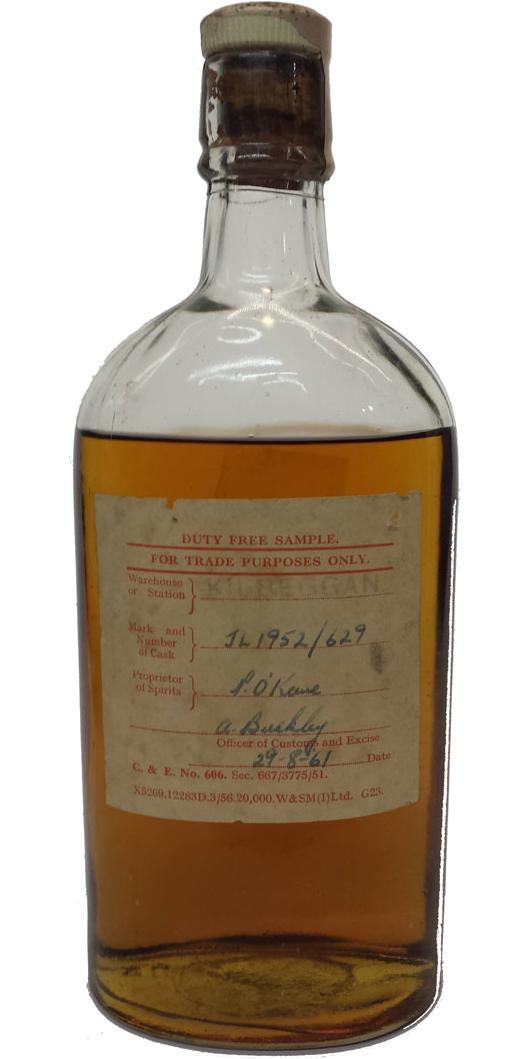 DUTY FREE SAMPLE.
FOR TRADE PURPOSES ONLY.
Warehouse or Station } KILBEGGAN
Mark and Number of Cask } JL1952/629
Proprietor of Spirits } P. O'Kane
A. Buckley
Officer of Customs and Excise
29-8-61 Date
C. & E. No. 606. Sec. 667/3775/51.
X5269.12283D.3/56.20,000.W&SM(I)Ltd. G23.